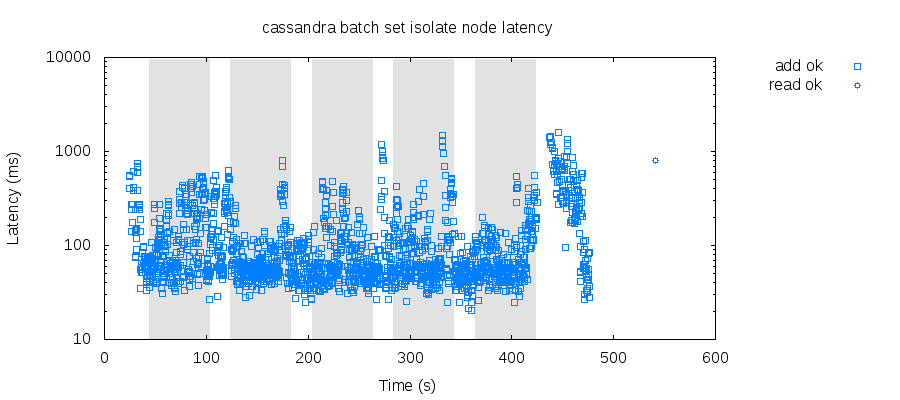 cassandra batch set isolate node latency
add ok
read ok
Latency (ms)
10000
1000
100
10
0 100 200 300 400 500 600
Time (s)